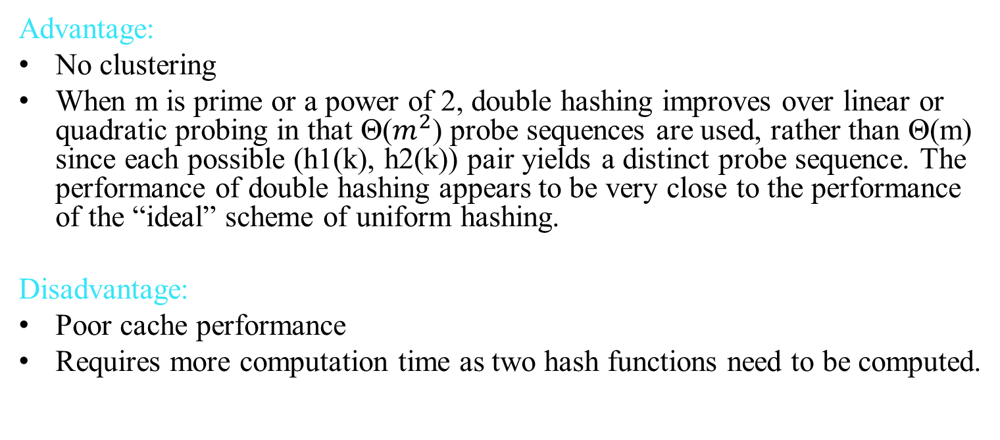 Advantage:
• No clustering
• When m is prime or a power of 2, double hashing improves over linear or
quadratic probing in that Θ(𝑚²) probe sequences are used, rather than Θ(m)
since each possible (h1(k), h2(k)) pair yields a distinct probe sequence. The
performance of double hashing appears to be very close to the performance
of the “ideal” scheme of uniform hashing.
Disadvantage:
• Poor cache performance
• Requires more computation time as two hash functions need to be computed.